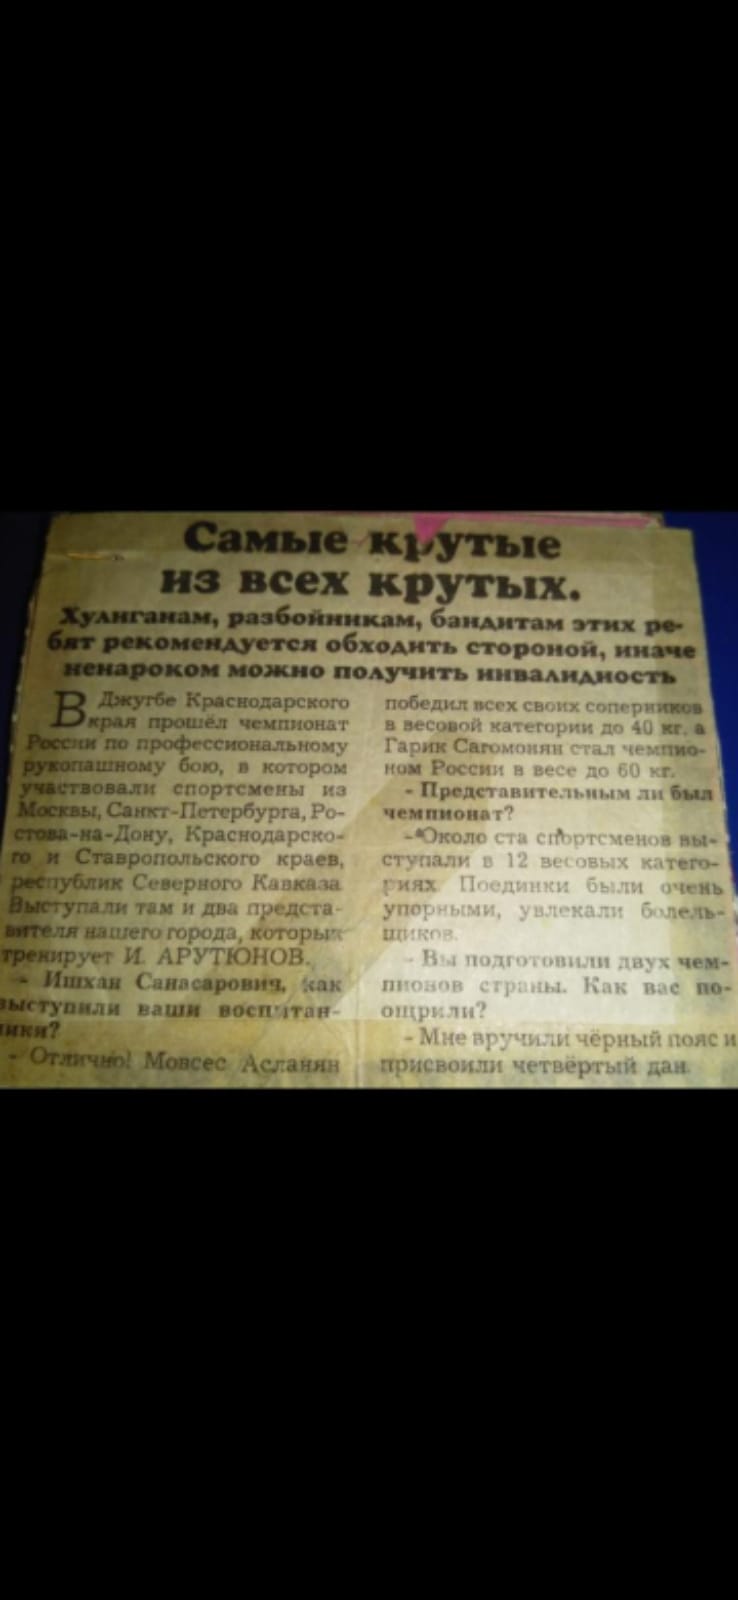 Самые крутые
из всех крутых.
Хулиганам, разбойникам, бандитам этих ре-
бят рекомендуется обходить стороной, иначе
ненароком можно получить инвалидность
В Джугбе Краснодарского
края прошёл чемпионат
России по профессиональному
рукопашному бою, в котором
участвовали спортсмены из
Москвы, Санкт-Петербурга, Ро-
стова-на-Дону, Краснодарско-
го и Ставропольского краев,
республик Северного Кавказа
Выступали там и два предста-
вителя нашего города, которых
тренирует И. АРУТЮНОВ.
- Ишхан Санасарович, как
выступили ваши воспитан-
ики?
- Отлично! Мовсес Асланян
победил всех своих соперников
в весовой категории до 40 кг, а
Гарик Сагомонян стал чемпио-
ном России в весе до 60 кг.
- Представительным ли был
чемпионат?
- Около ста спортсменов вы-
ступали в 12 весовых катего-
риях. Поединки были очень
упорными, увлекали болель-
щиков.
- Вы подготовили двух чем-
пионов страны. Как вас по-
ощрили?
- Мне вручили чёрный пояс и
присвоили четвёртый дан.